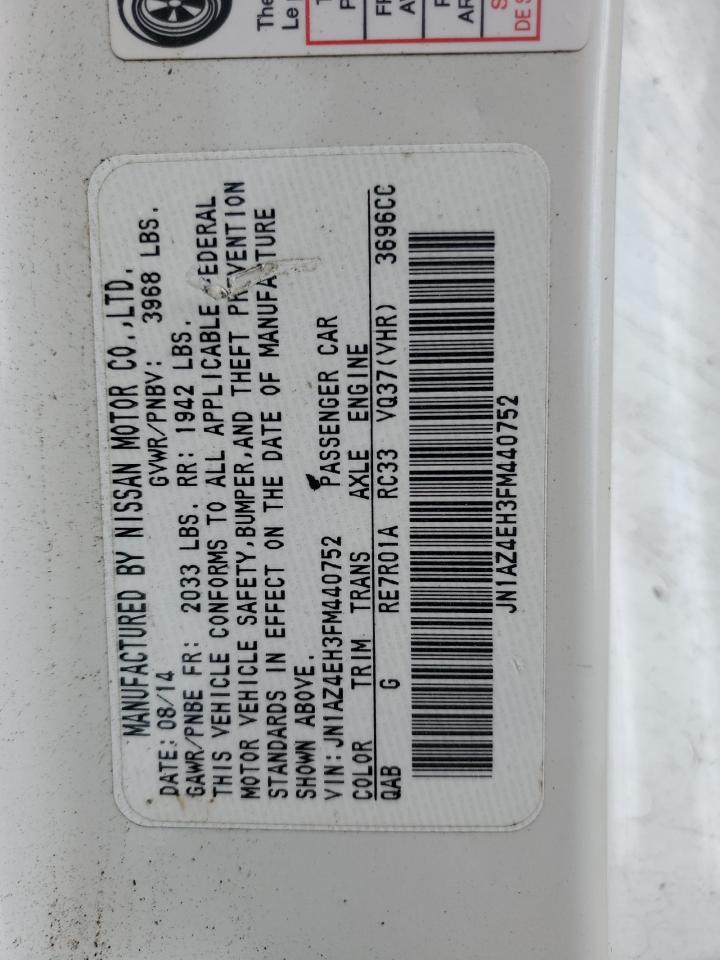 The
Le
MANUFACTURED BY NISSAN MOTOR CO.,LTD.
DATE: 08/14 GVWR/PNBV: 3968 LBS.
GAWR/PNBE FR: 2033 LBS. RR: 1942 LBS.
THIS VEHICLE CONFORMS TO ALL APPLICABLE FEDERAL
MOTOR VEHICLE SAFETY,BUMPER,AND THEFT PREVENTION
STANDARDS IN EFFECT ON THE DATE OF MANUFACTURE
SHOWN ABOVE.
VIN:JN1AZ4EH3FM440752 PASSENGER CAR
COLOR TRIM TRANS AXLE ENGINE
QAB G RE7R01A RC33 VQ37(VHR) 3696CC
JN1AZ4EH3FM440752